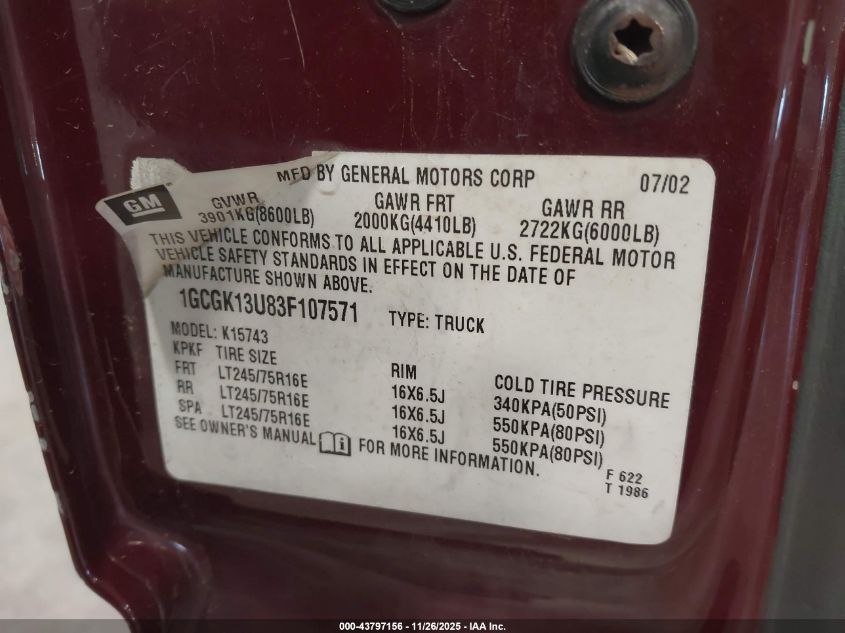 MFD BY GENERAL MOTORS CORP 07/02
GM
GVWR GAWR FRT GAWR RR
3901KG(8600LB) 2000KG(4410LB) 2722KG(6000LB)
THIS VEHICLE CONFORMS TO ALL APPLICABLE U.S. FEDERAL MOTOR
VEHICLE SAFETY STANDARDS IN EFFECT ON THE DATE OF
MANUFACTURE SHOWN ABOVE.
1GCGK13U83F107571 TYPE: TRUCK
MODEL: K15743
KPKF TIRE SIZE RIM COLD TIRE PRESSURE
FRT LT245/75R16E 16X6.5J 340KPA(50PSI)
RR LT245/75R16E 16X6.5J 550KPA(80PSI)
SPA LT245/75R16E 16X6.5J 550KPA(80PSI)
SEE OWNER'S MANUAL FOR MORE INFORMATION.
F 622
T 1986
000-43797156 - 11/26/2025 - IAA Inc.